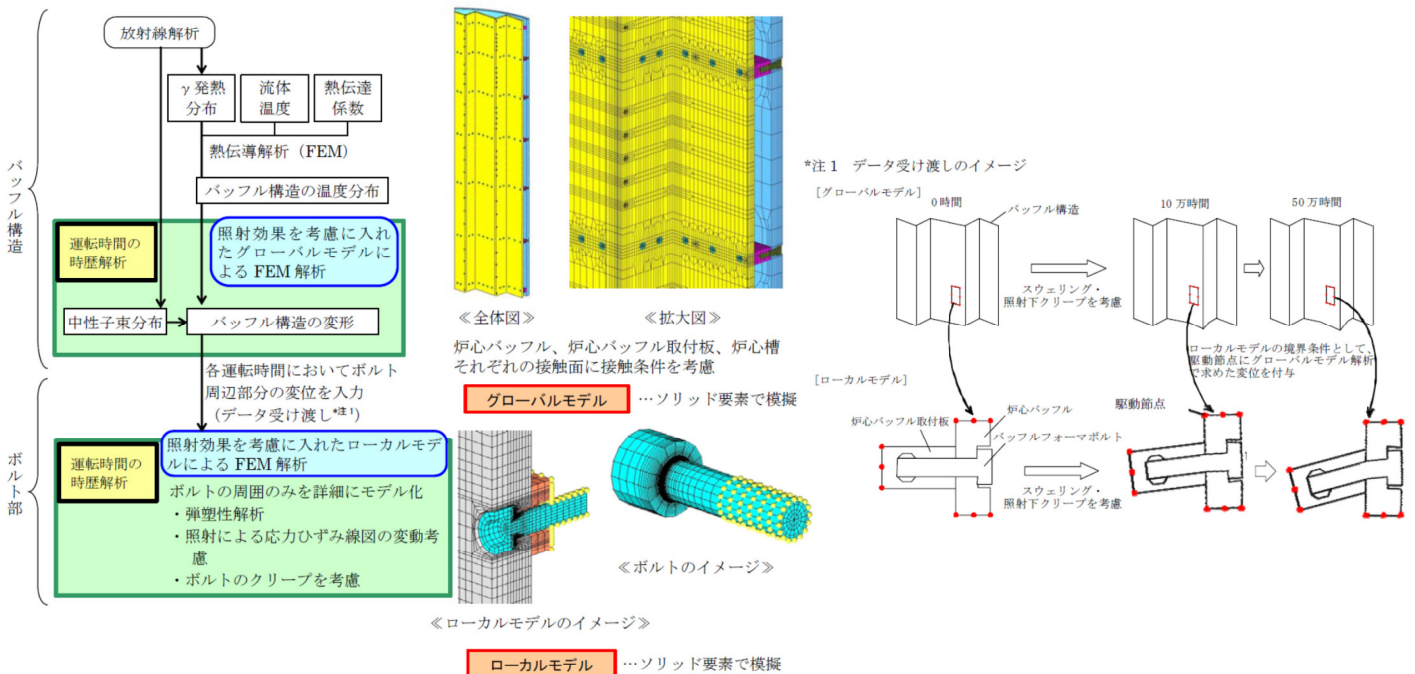 バッフル構造
放射線解析
γ発熱
分布
流体
温度
熱伝達
係数
熱伝導解析（FEM）
バッフル構造の温度分布
運転時間の
時歴解析
照射効果を考慮に入れ
たグローバルモデルに
よる FEM 解析
中性子束分布
バッフル構造の変形
各運転時間においてボルト
周辺部分の変位を入力
（データ受け渡し*注1）
ボルト部
運転時間の
時歴解析
照射効果を考慮に入れたローカルモデ
ルによる FEM 解析
ボルトの周囲のみを詳細にモデル化
・弾塑性解析
・照射による応力ひずみ線図の変動考
慮
・ボルトのクリープを考慮
≪全体図≫
≪拡大図≫
炉心バッフル、炉心バッフル取付板、炉心槽
それぞれの接触面に接触条件を考慮
グローバルモデル
…ソリッド要素で模擬
≪ボルトのイメージ≫
≪ローカルモデルのイメージ≫
ローカルモデル
…ソリッド要素で模擬
*注1　データ受け渡しのイメージ
［グローバルモデル］
0時間
バッフル構造
10万時間
50万時間
スウェリング・
照射下クリープを考慮
ローカルモデルの境界条件として、
駆動節点にグローバルモデル解析
で求めた変位を付与
［ローカルモデル］
炉心バッフル取付板
炉心バッフル
バッフルフォーマボルト
駆動節点
スウェリング・
照射下クリープを考慮